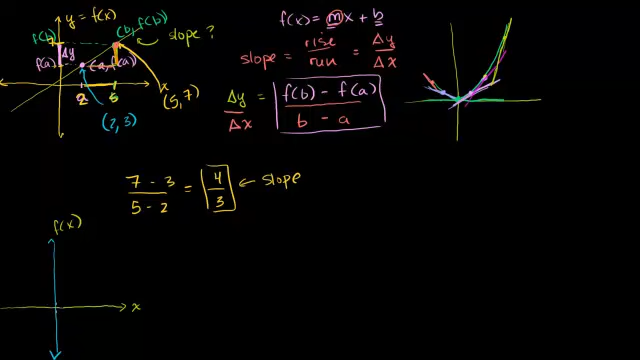 y = f(x)
f(b) (b, f(b))
7 slope ?
Δy
f(a) (a, f(a))
x
2 5
(5,7)
(2,3)
f(x) = mx + b
slope = rise / run = Δy / Δx
Δy / Δx = f(b) - f(a) / b - a
7 - 3 / 5 - 2 = 4 / 3 ← slope
f(x)
x